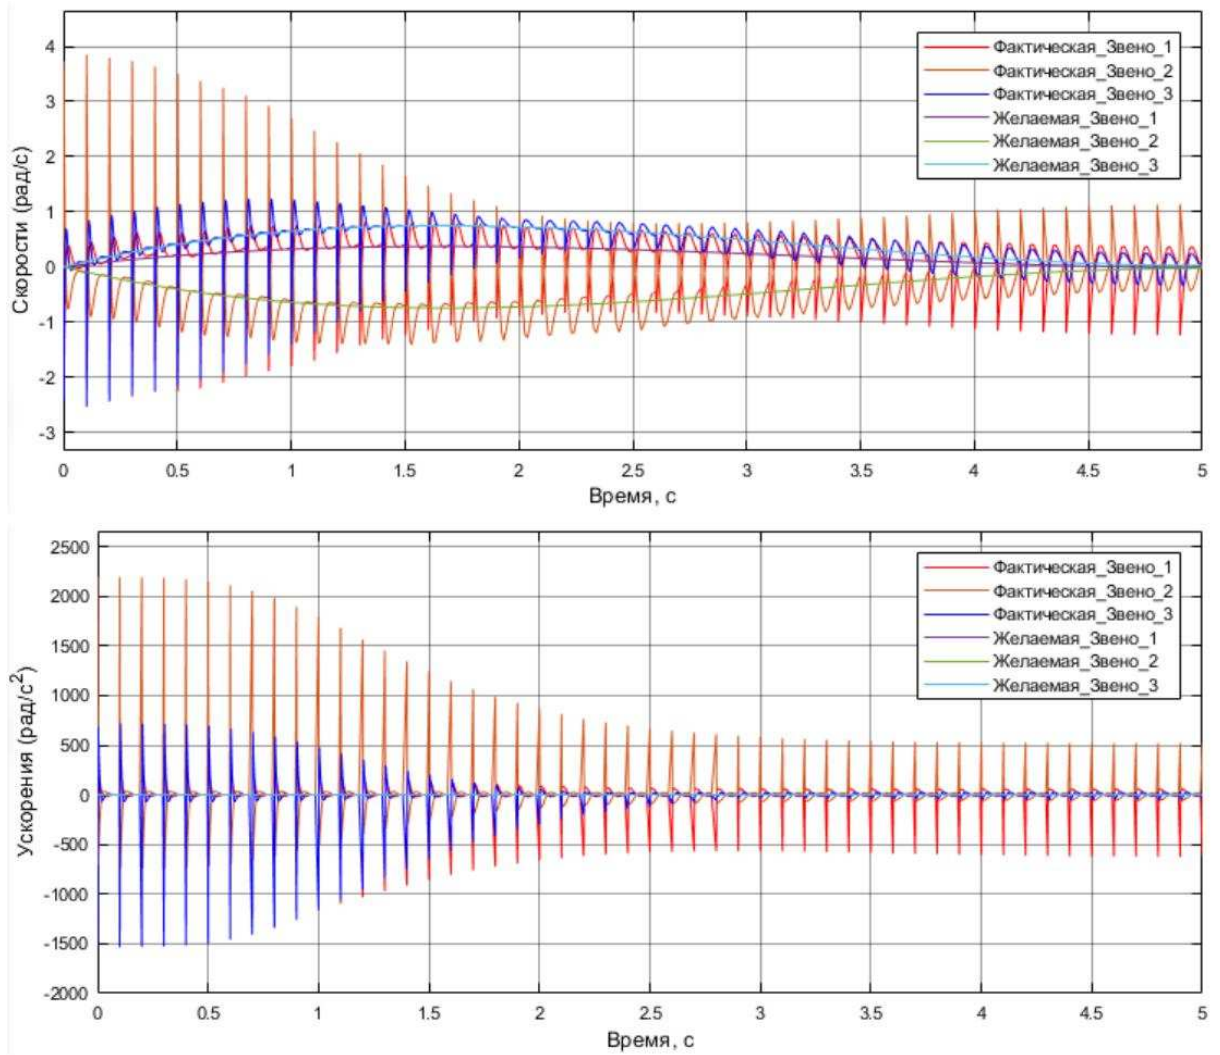 4
3
2
1
0
-1
-2
-3
Скорости (рад/с)
Фактическая_Звено_1
Фактическая_Звено_2
Фактическая_Звено_3
Желаемая_Звено_1
Желаемая_Звено_2
Желаемая_Звено_3
0 0.5 1 1.5 2 2.5 3 3.5 4 4.5 5
Время, с
2500
2000
1500
1000
500
0
-500
-1000
-1500
-2000
Ускорения (рад/с²)
Фактическая_Звено_1
Фактическая_Звено_2
Фактическая_Звено_3
Желаемая_Звено_1
Желаемая_Звено_2
Желаемая_Звено_3
0 0.5 1 1.5 2 2.5 3 3.5 4 4.5 5
Время, с